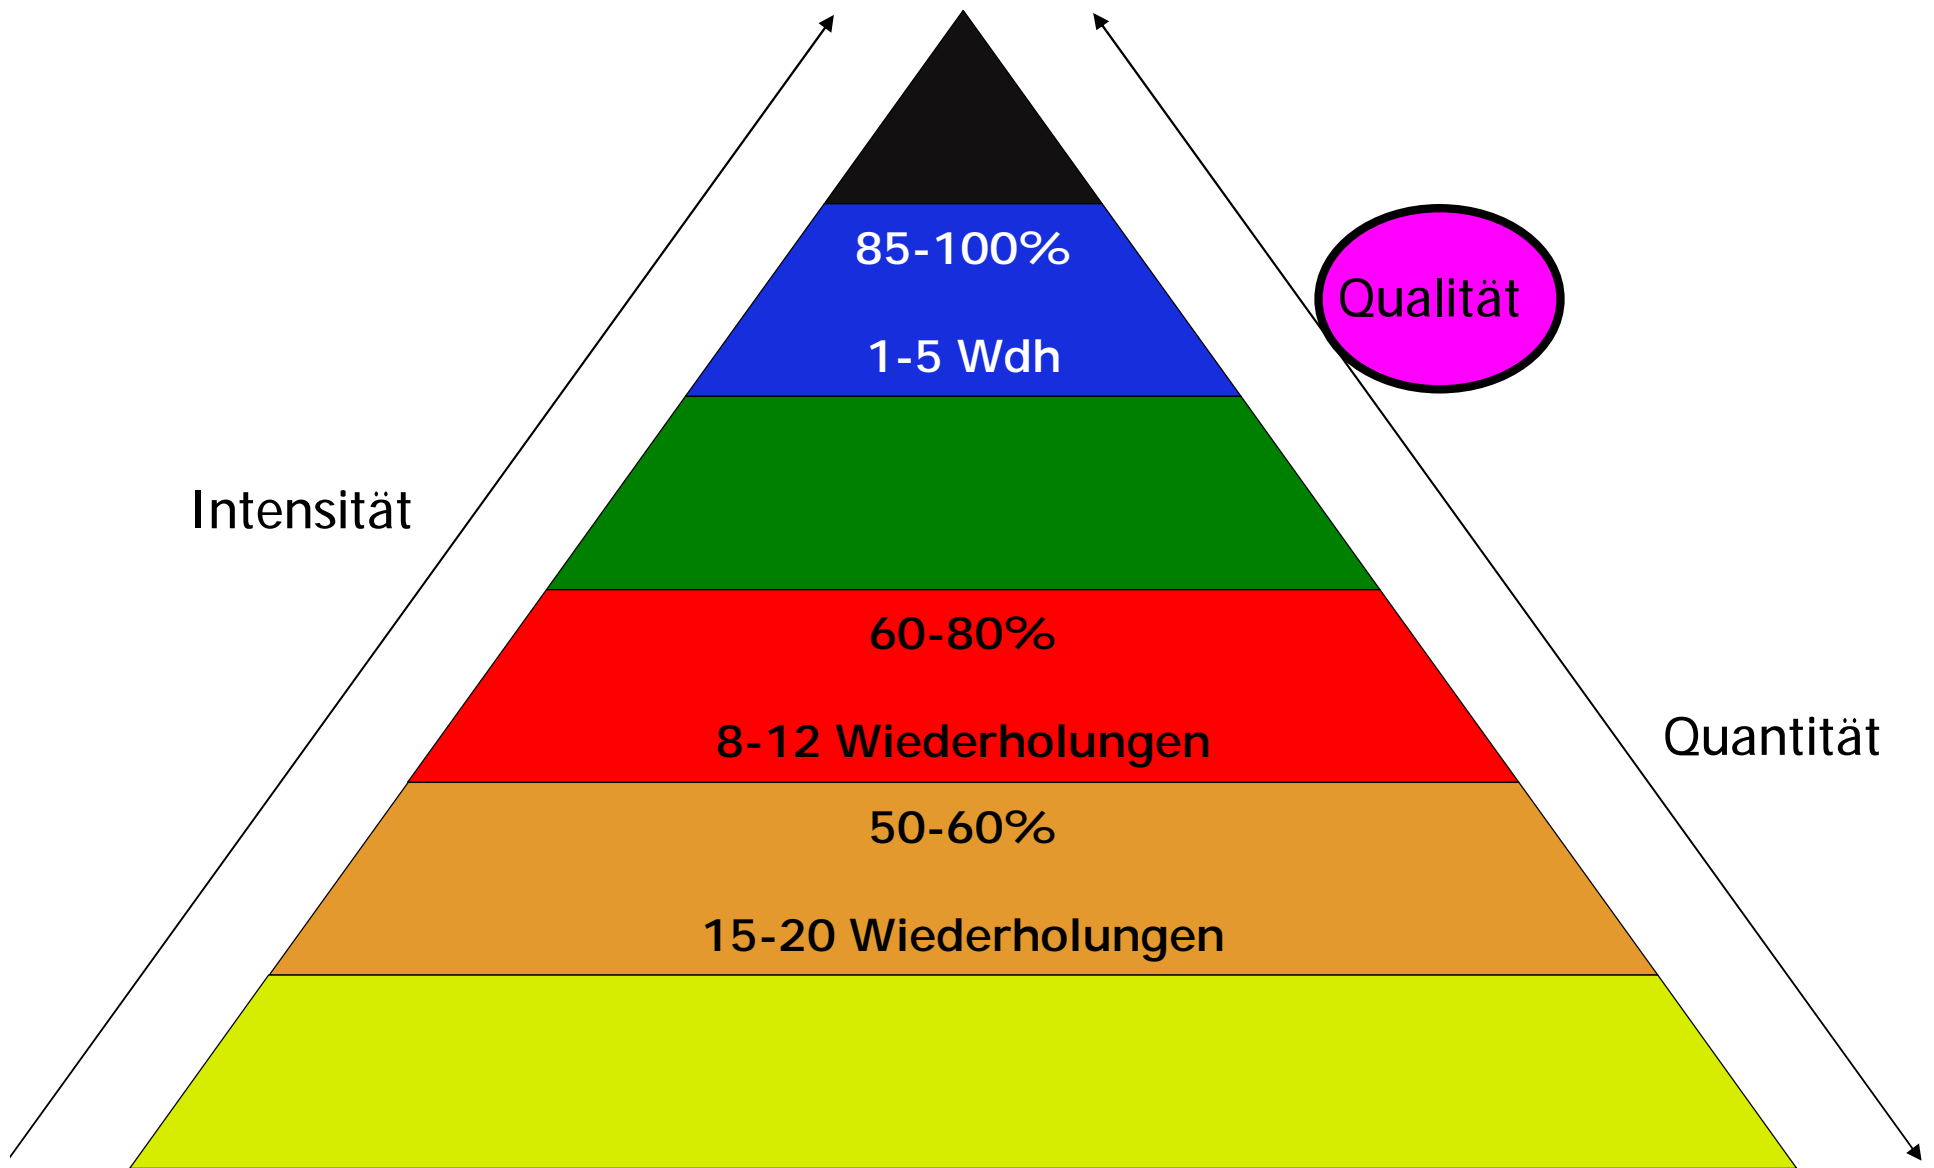 85-100%
Qualität
1-5 Wdh
Intensität
60-80%
8-12 Wiederholungen
Quantität
50-60%
15-20 Wiederholungen